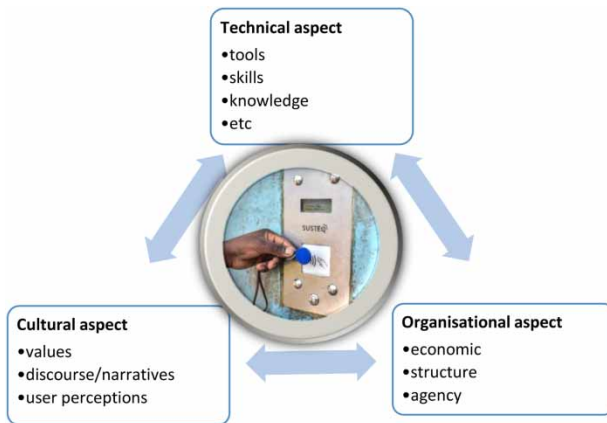 Technical aspect
•tools
•skills
•knowledge
•etc
SUSTEQ
Cultural aspect
•values
•discourse/narratives
•user perceptions
Organisational aspect
•economic
•structure
•agency